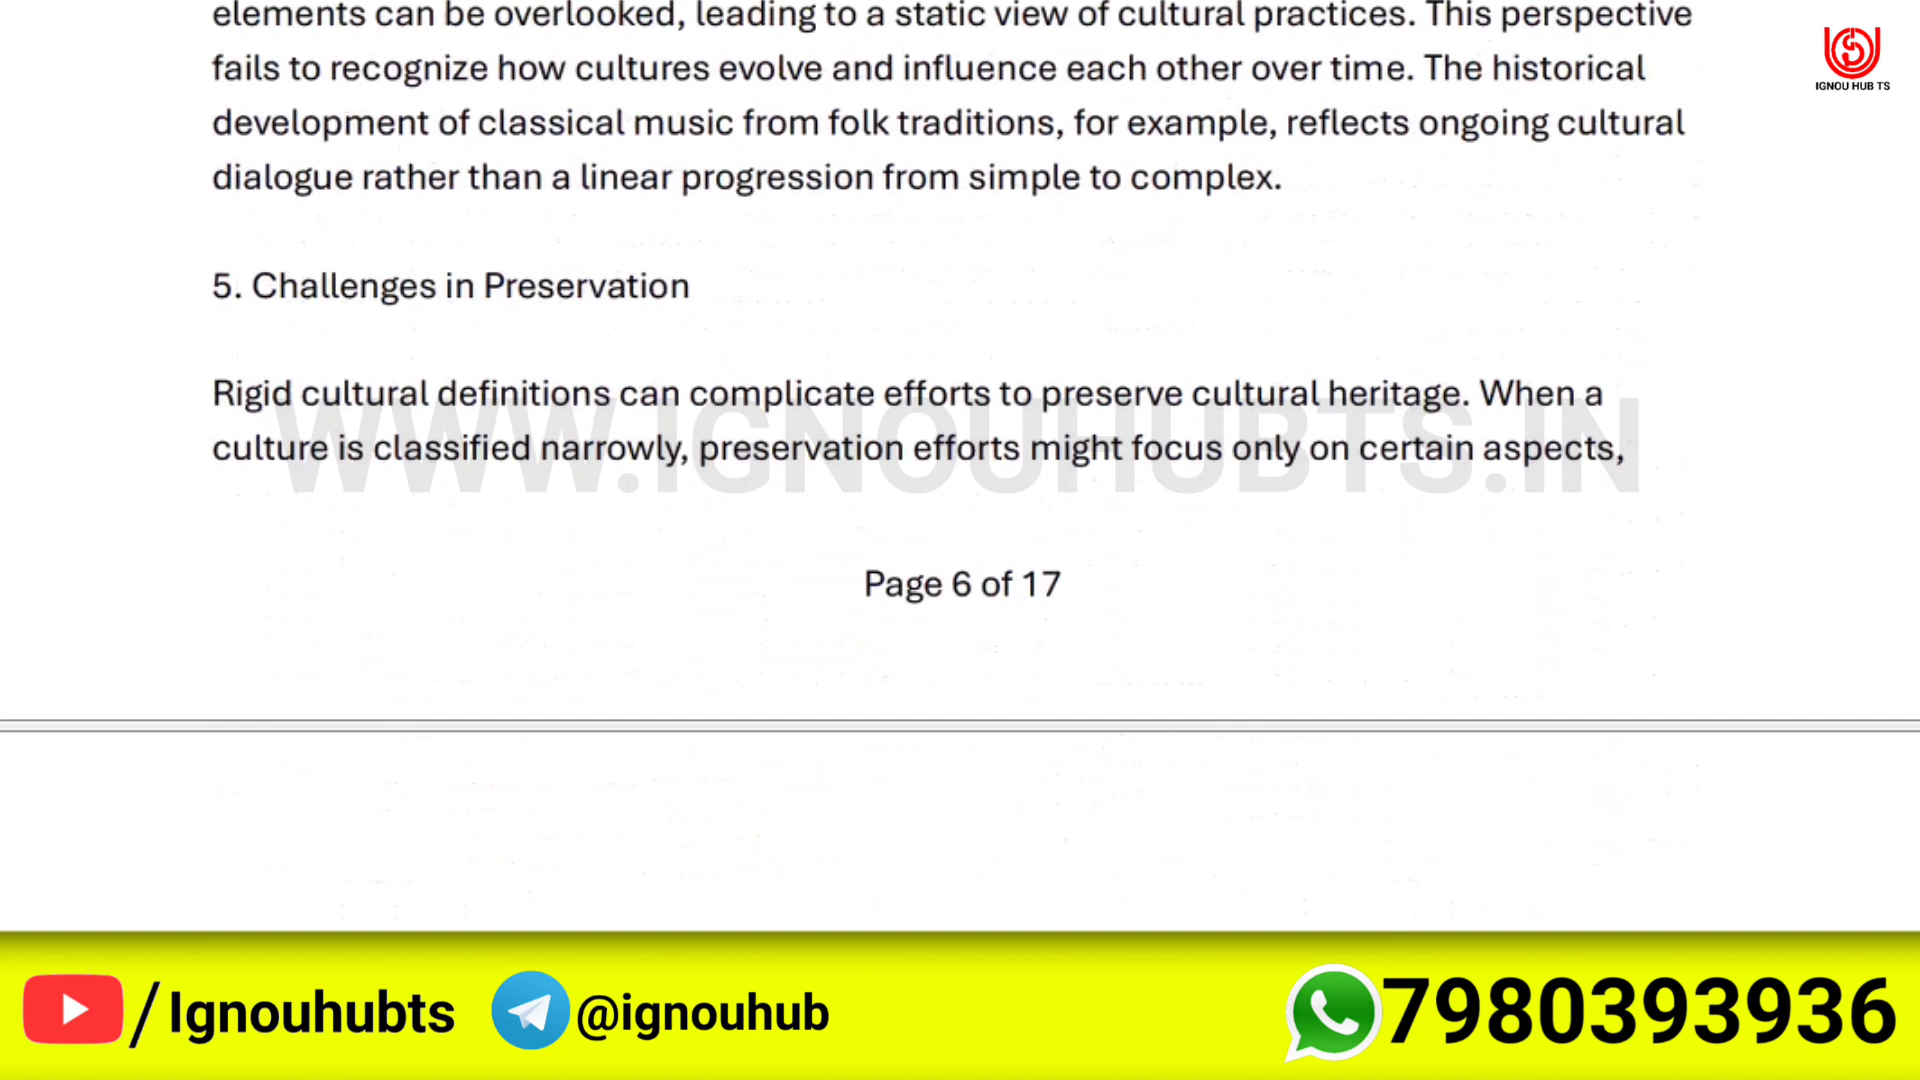 elements can be overlooked, leading to a static view of cultural practices. This perspective
fails to recognize how cultures evolve and influence each other over time. The historical
development of classical music from folk traditions, for example, reflects ongoing cultural
dialogue rather than a linear progression from simple to complex.
IGNOU HUB TS
5. Challenges in Preservation
Rigid cultural definitions can complicate efforts to preserve cultural heritage. When a
culture is classified narrowly, preservation efforts might focus only on certain aspects,
WWW.IGNOUHUBTS.IN
Page 6 of 17
/Ignouhubts @ignouhub 7980393936